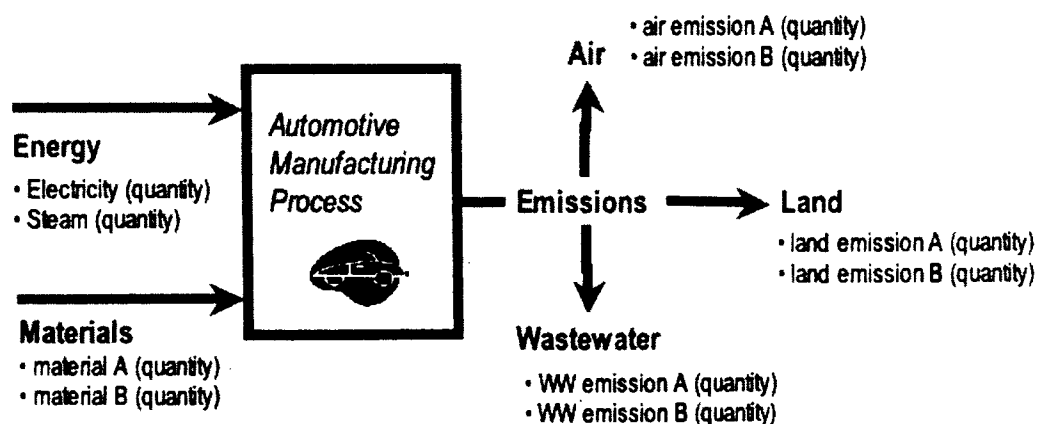 Energy
• Electricity (quantity)
• Steam (quantity)
Materials
• material A (quantity)
• material B (quantity)
Automotive
Manufacturing
Process
Emissions
Air
• air emission A (quantity)
• air emission B (quantity)
Land
• land emission A (quantity)
• land emission B (quantity)
Wastewater
• WW emission A (quantity)
• WW emission B (quantity)